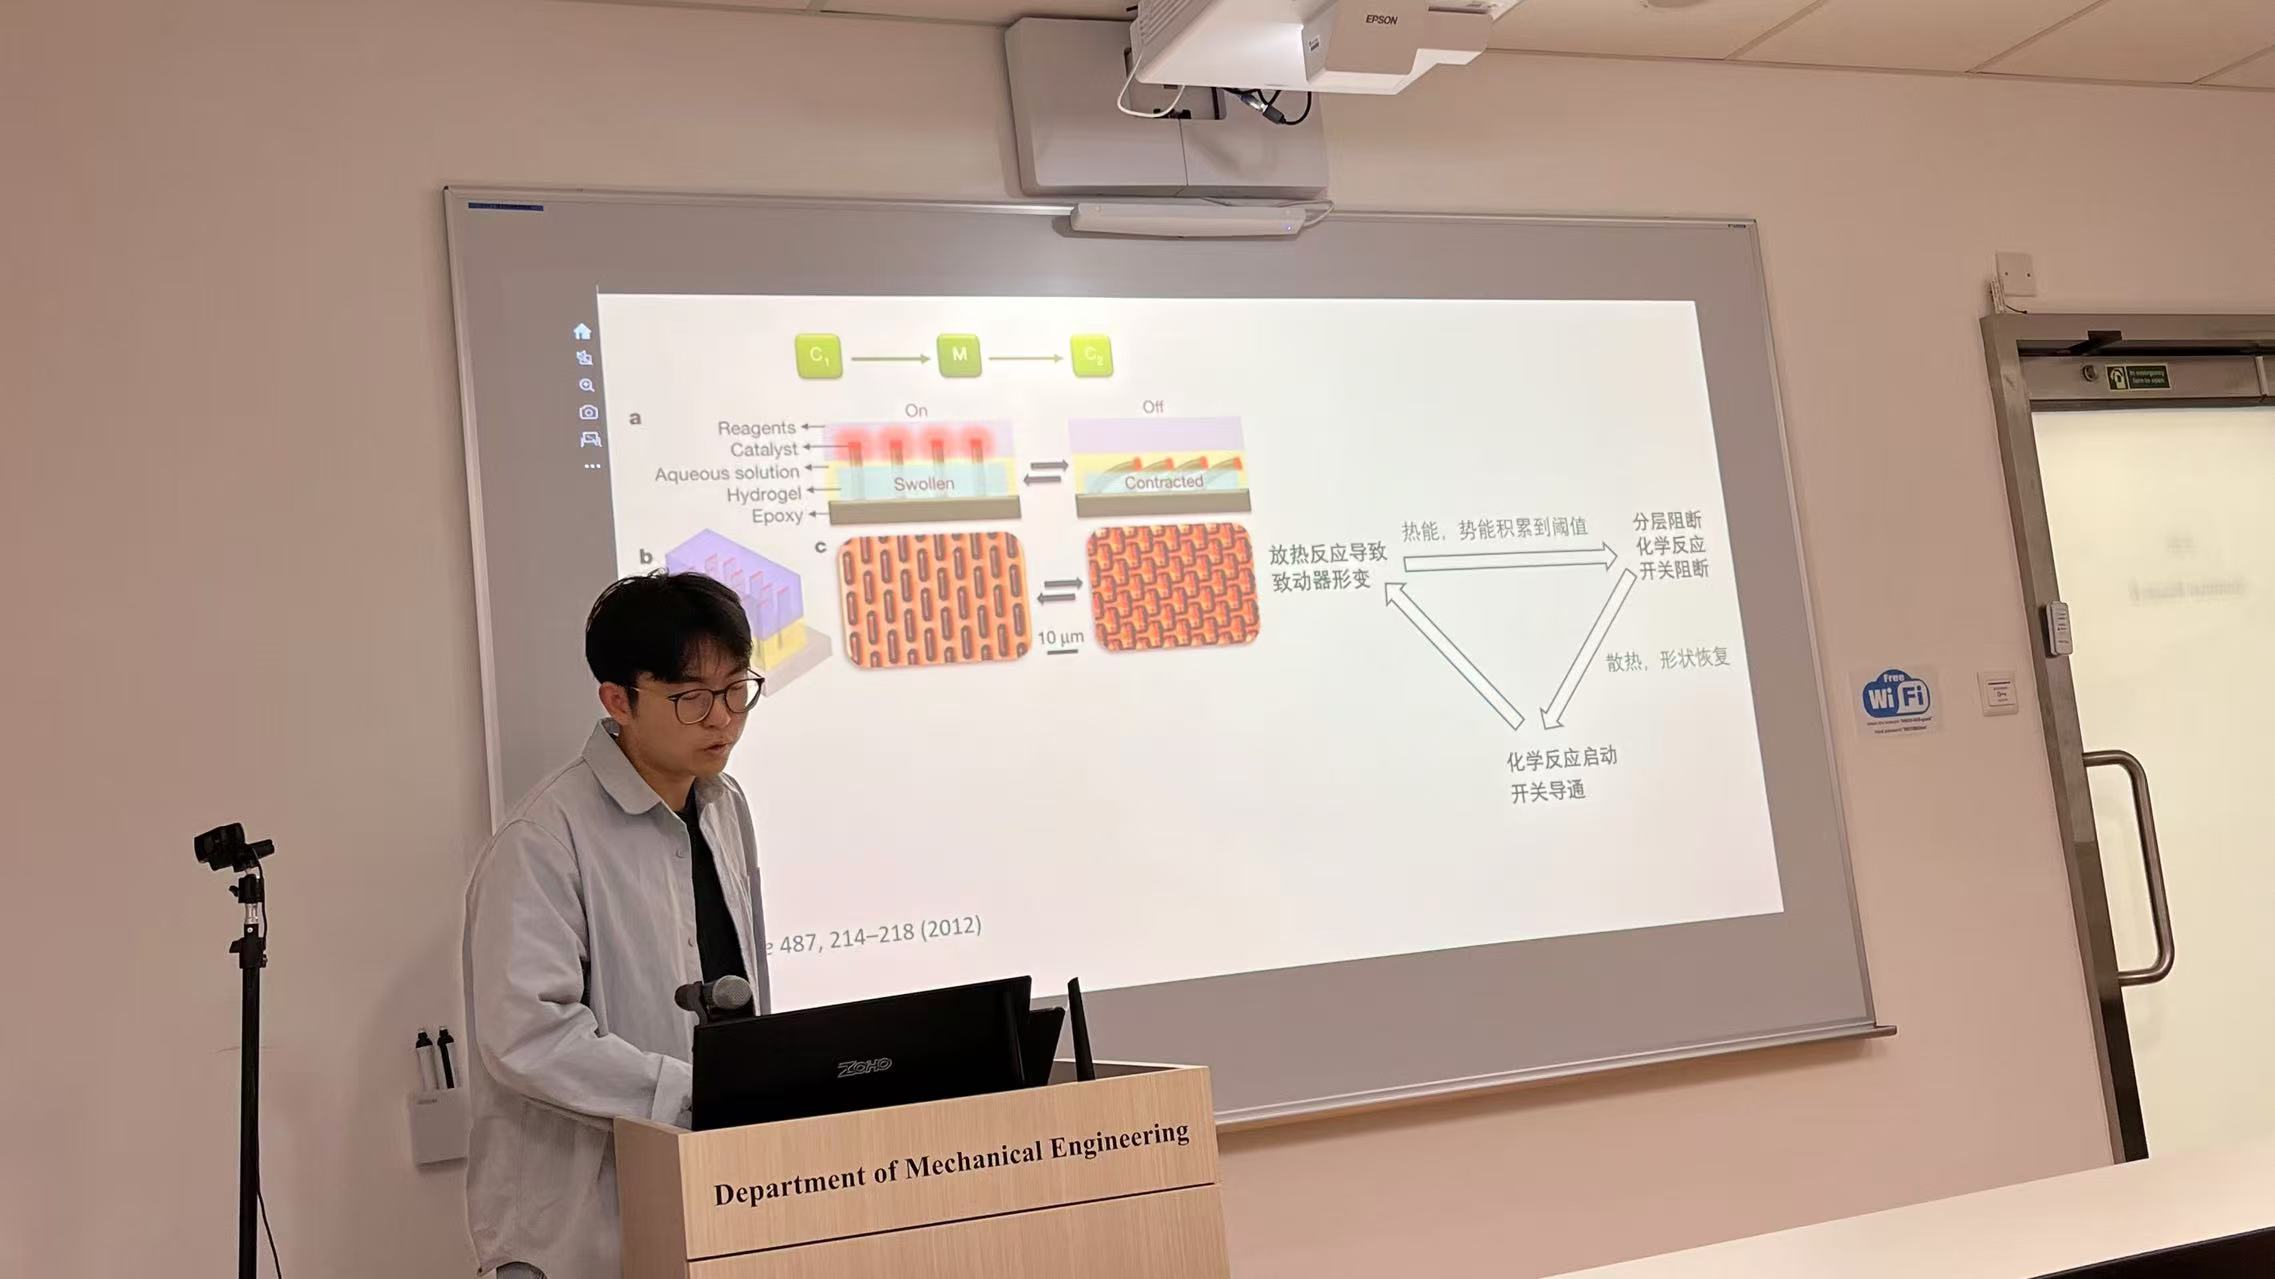 EPSON
C₁
M
C₂
a
On
Off
Reagents
Catalyst
Aqueous solution
Hydrogel
Epoxy
Swollen
Contracted
b
c
10 μm
放热反应导致
致动器形变
热能，势能积累到阈值
分层阻断
化学反应
开关阻断
散热，形状恢复
化学反应启动
开关导通
e 487, 214–218 (2012)
Free
Wi Fi
ZOHO
Department of Mechanical Engineering